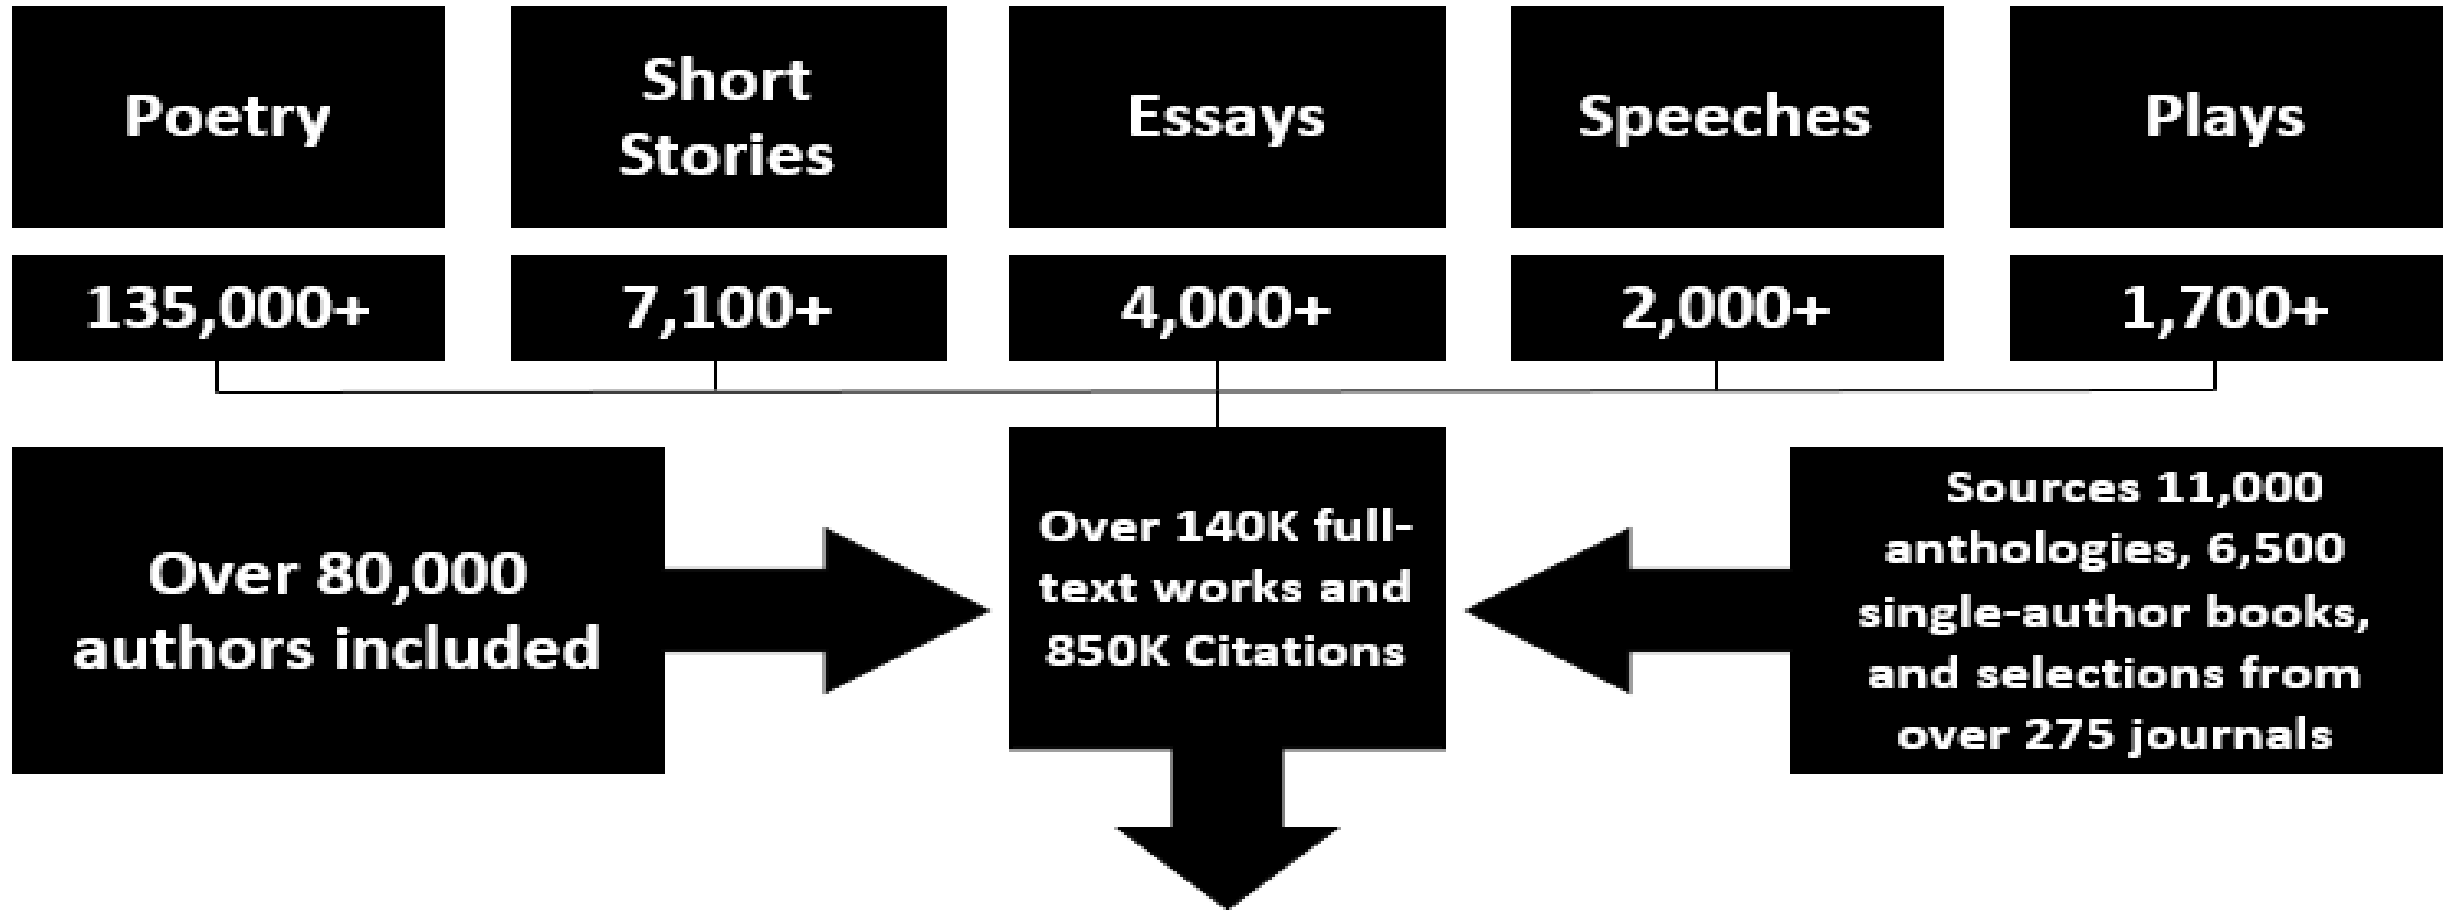 Poetry
Short
Stories
Essays
Speeches
Plays
135,000+
7,100+
4,000+
2,000+
1,700+
Over 80,000
authors included
Over 140K full-
text works and
850K Citations
Sources 11,000
anthologies, 6,500
single-author books,
and selections from
over 275 journals